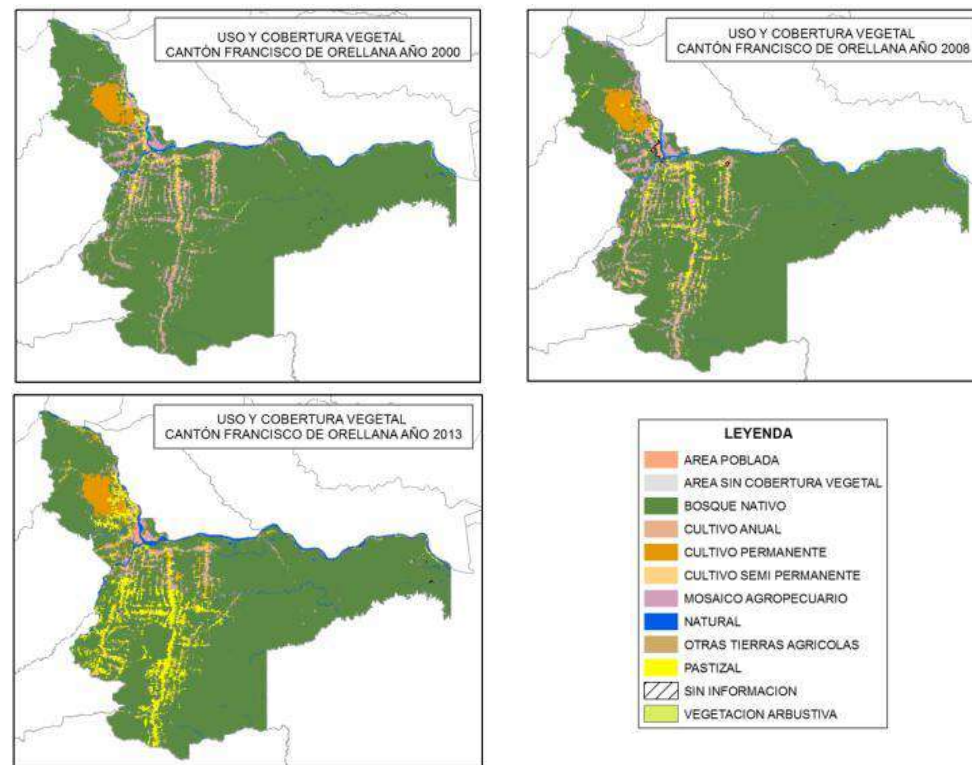 USO Y COBERTURA VEGETAL
CANTÓN FRANCISCO DE ORELLANA AÑO 2000
USO Y COBERTURA VEGETAL
CANTÓN FRANCISCO DE ORELLANA AÑO 2008
USO Y COBERTURA VEGETAL
CANTÓN FRANCISCO DE ORELLANA AÑO 2013
LEYENDA
AREA POBLADA
AREA SIN COBERTURA VEGETAL
BOSQUE NATIVO
CULTIVO ANUAL
CULTIVO PERMANENTE
CULTIVO SEMI PERMANENTE
MOSAICO AGROPECUARIO
NATURAL
OTRAS TIERRAS AGRICOLAS
PASTIZAL
SIN INFORMACION
VEGETACION ARBUSTIVA